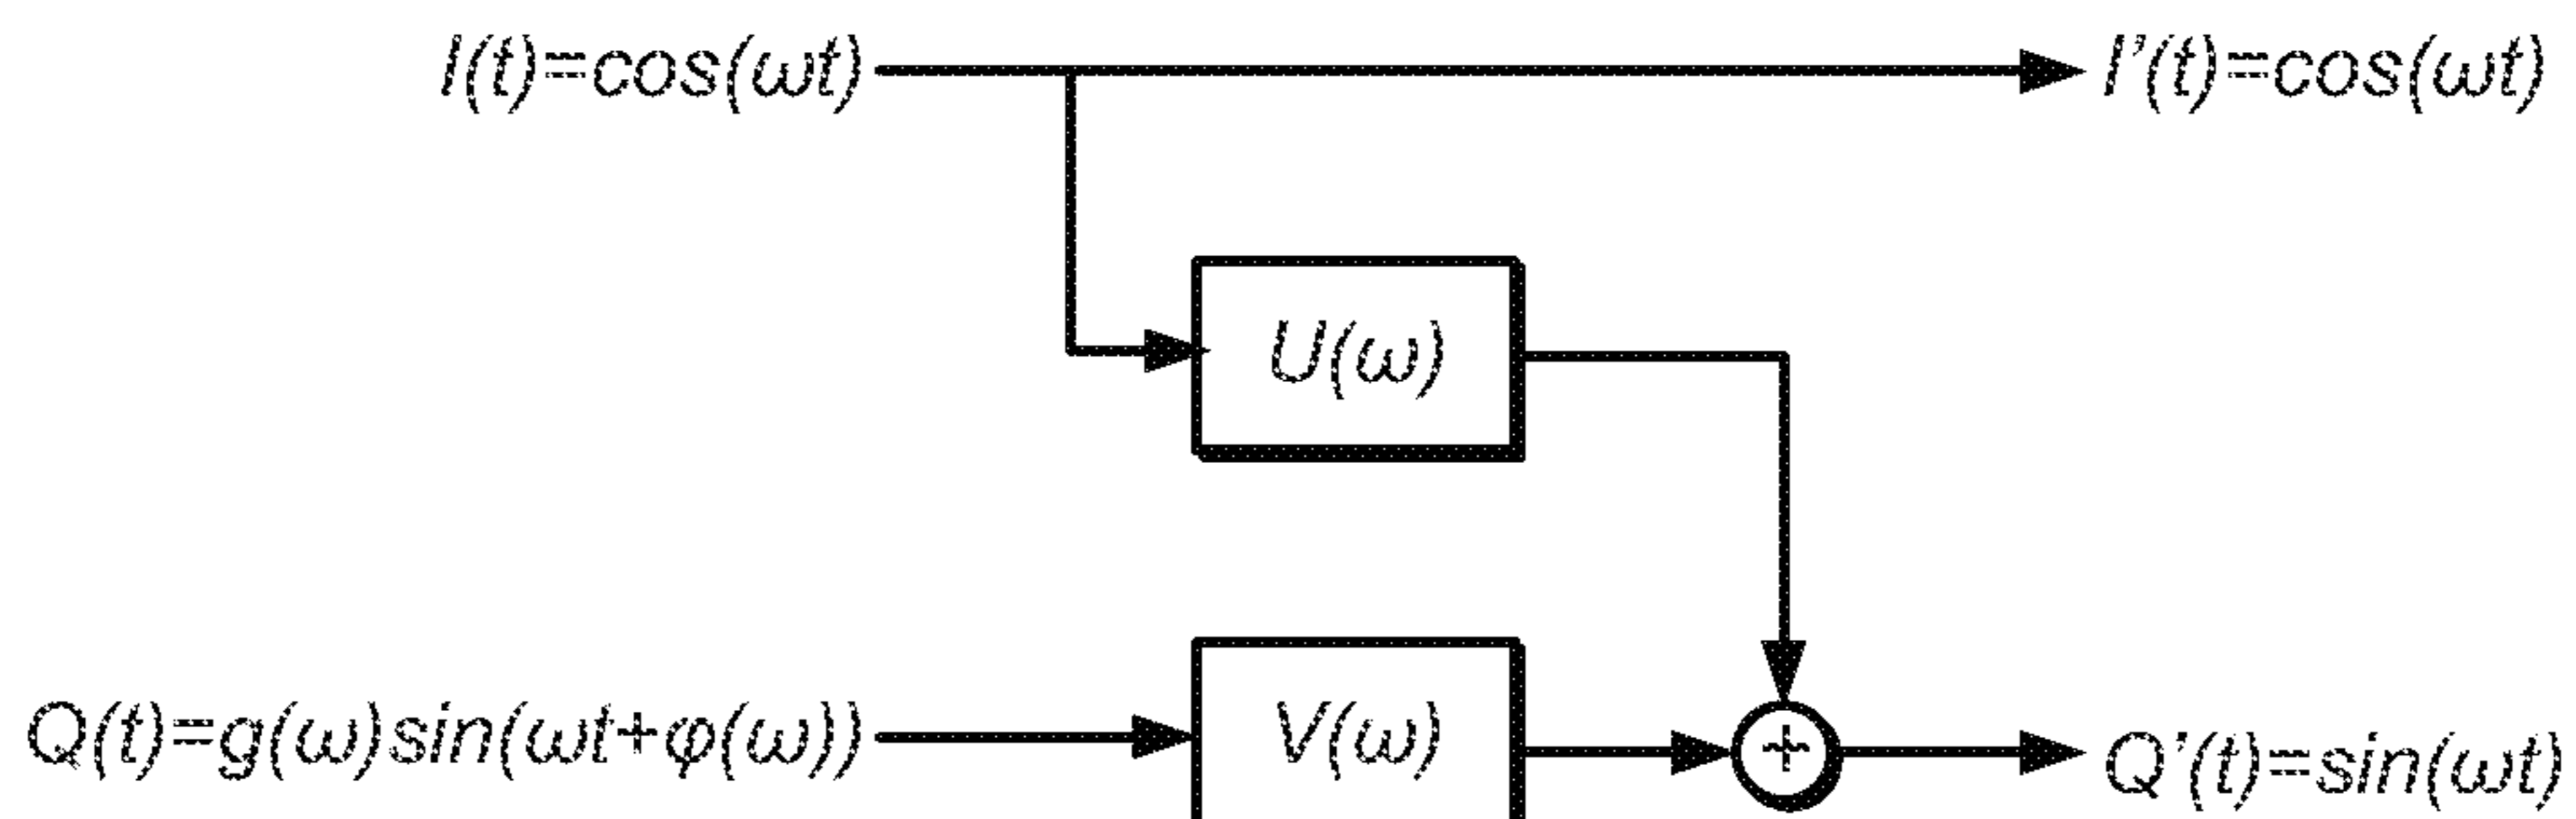 I(t)=cos(ωt) I’(t)=cos(ωt)
U(ω)
Q(t)=g(ω)sin(ωt+φ(ω)) V(ω) + Q’(t)=sin(ωt)